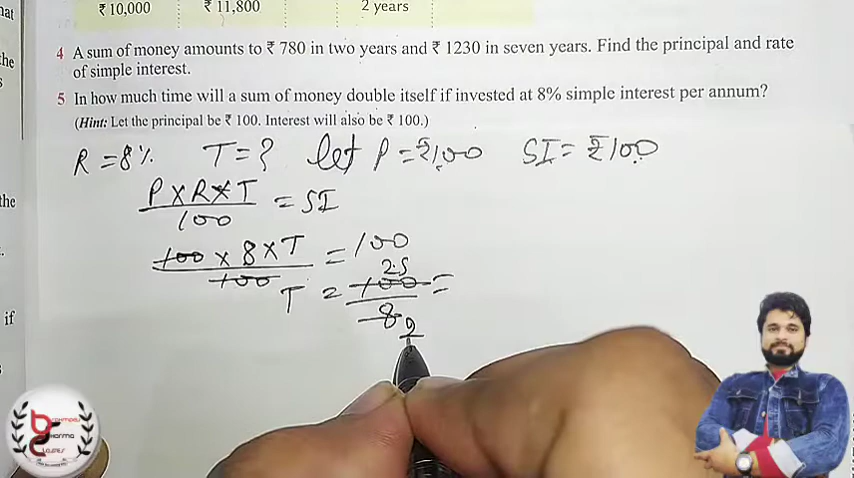 nat
₹ 10,000 ₹ 11,800 2 years
the
s
4 A sum of money amounts to ₹ 780 in two years and ₹ 1230 in seven years. Find the principal and rate
of simple interest.
5 In how much time will a sum of money double itself if invested at 8% simple interest per annum?
(Hint: Let the principal be ₹ 100. Interest will also be ₹ 100.)
R = 8% T = ? let P = ₹100 SI = ₹100
P X R X T / 100 = SI
the
100 x 8 X T / 100 = 100
25
T = 100 / 8 =
2
if